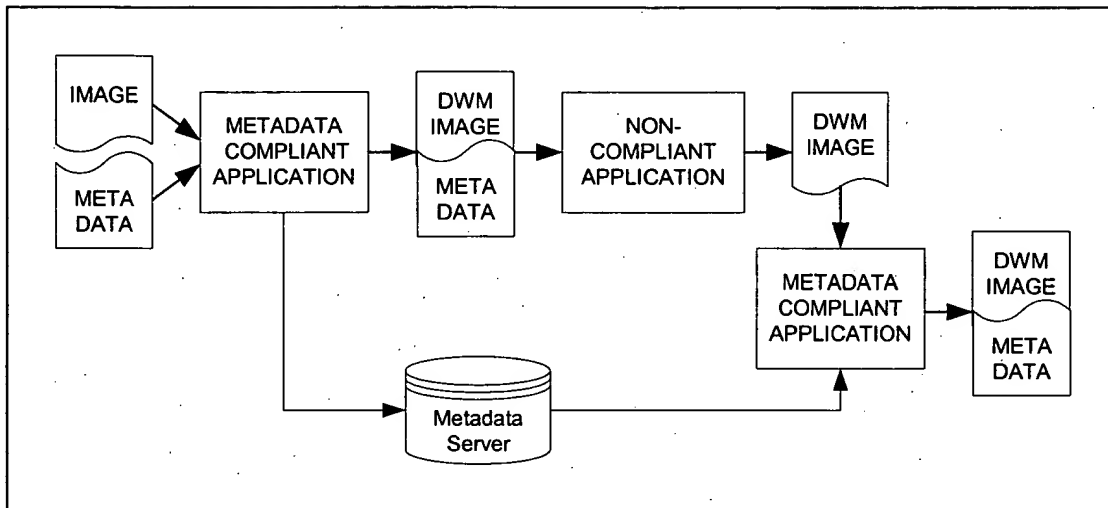 IMAGE
META
DATA
METADATA
COMPLIANT
APPLICATION
DWM
IMAGE
META
DATA
NON-
COMPLIANT
APPLICATION
DWM
IMAGE
METADATA
COMPLIANT
APPLICATION
DWM
IMAGE
META
DATA
Metadata
Server